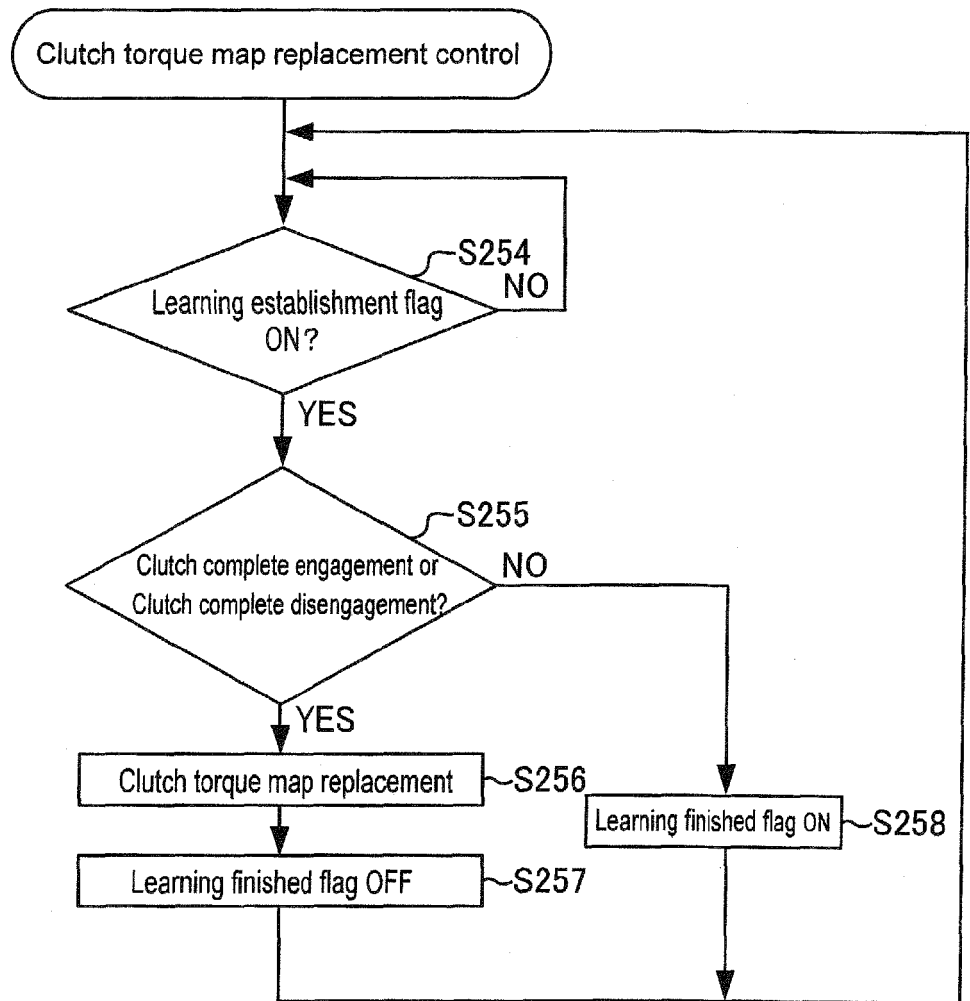 Clutch torque map replacement control
S254
NO
Learning establishment flag
ON?
YES
S255
NO
Clutch complete engagement or
Clutch complete disengagement?
YES
Clutch torque map replacement
S256
Learning finished flag ON
S258
Learning finished flag OFF
S257